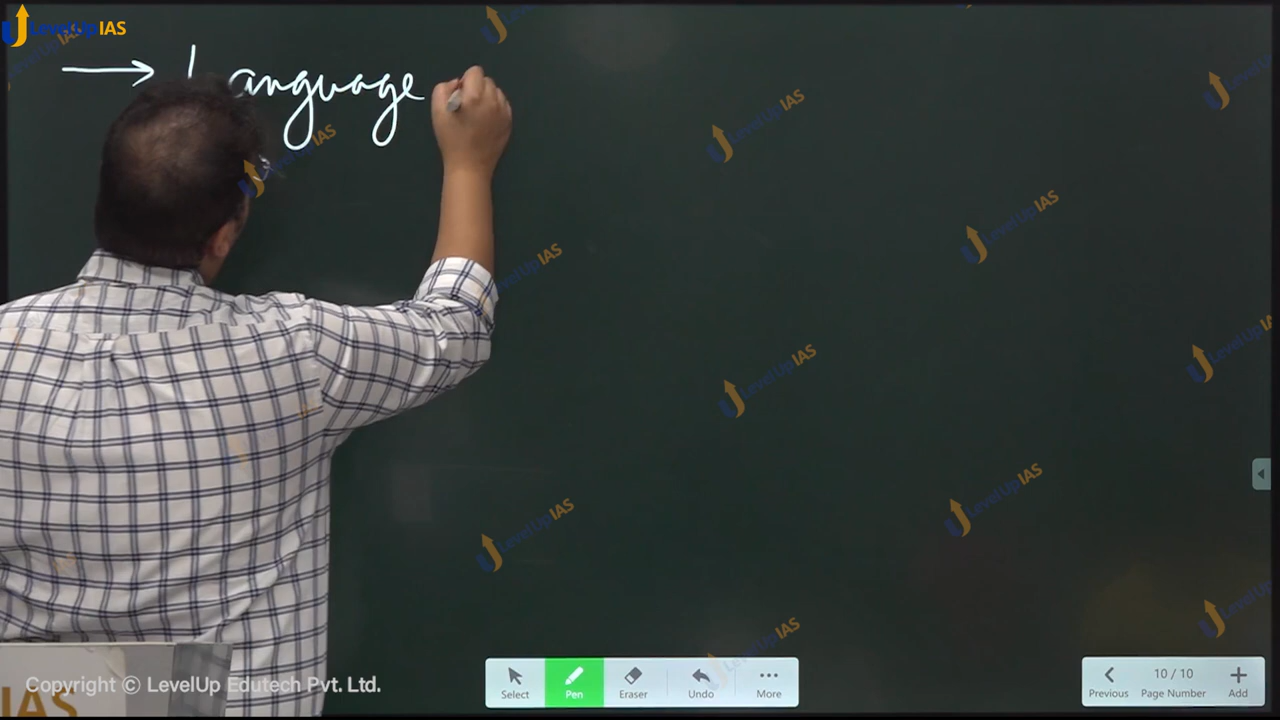 LevelUp IAS
→ Language
Copyright © LevelUp Edutech Pvt. Ltd.
IAS
Select Pen Eraser Undo More
10 / 10
Previous Page Number Add